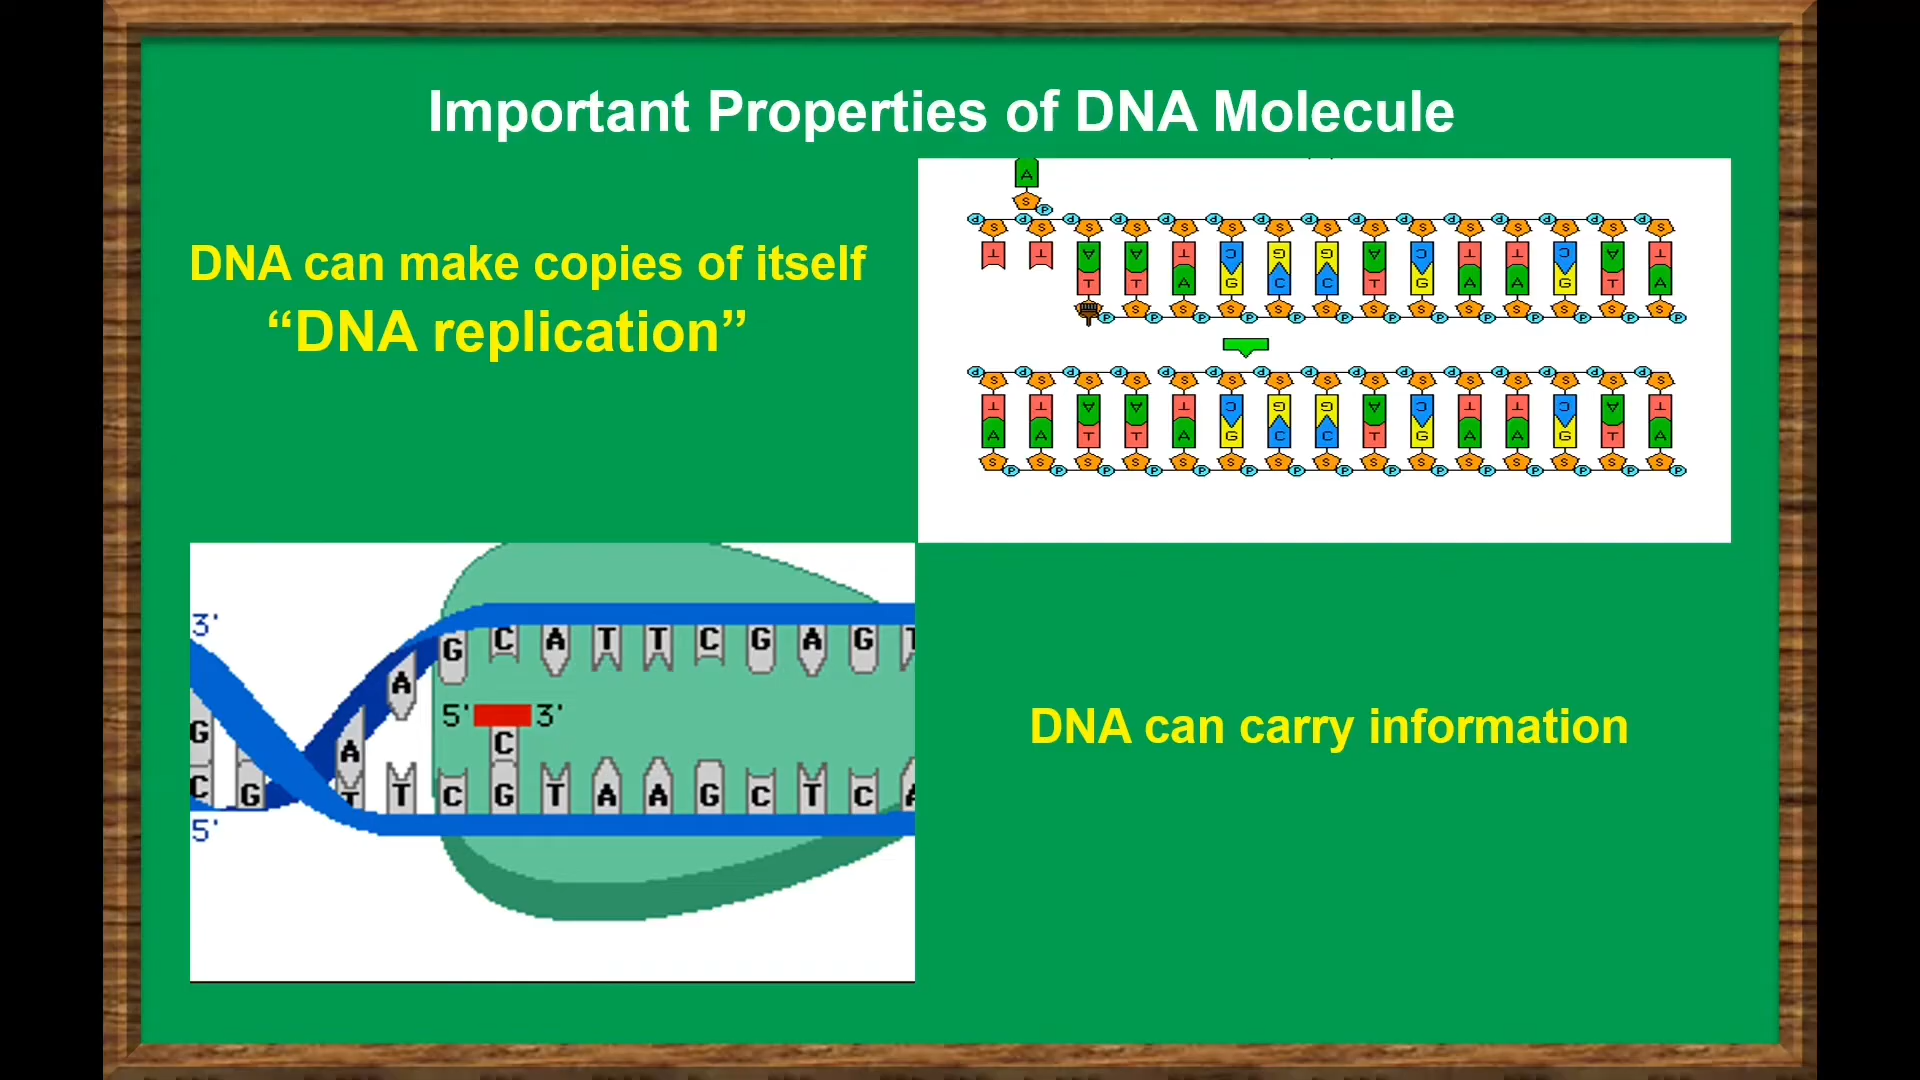 Important Properties of DNA Molecule
DNA can make copies of itself
“DNA replication”
A
S P
P S P S P S P S P S P S P S P S P S P S P S P S P S P S P S
T T A A T C G G A C T T C A T
T T A G C C T G A A G T A
P S P S P S P S P S P S P S P S P S P S P S P S P
P S P S P S P S P S P S P S P S P S P S P S P S P S P S P S
T T A A T C G G A C T T C A T
A A T T A G C C T G A A G T A
S P S P S P S P S P S P S P S P S P S P S P S P S P S P S P
3'
G C A T T C G A G T
A
5' 3'
C
G A
C G T T C G T A A G C T C A
5'
DNA can carry information